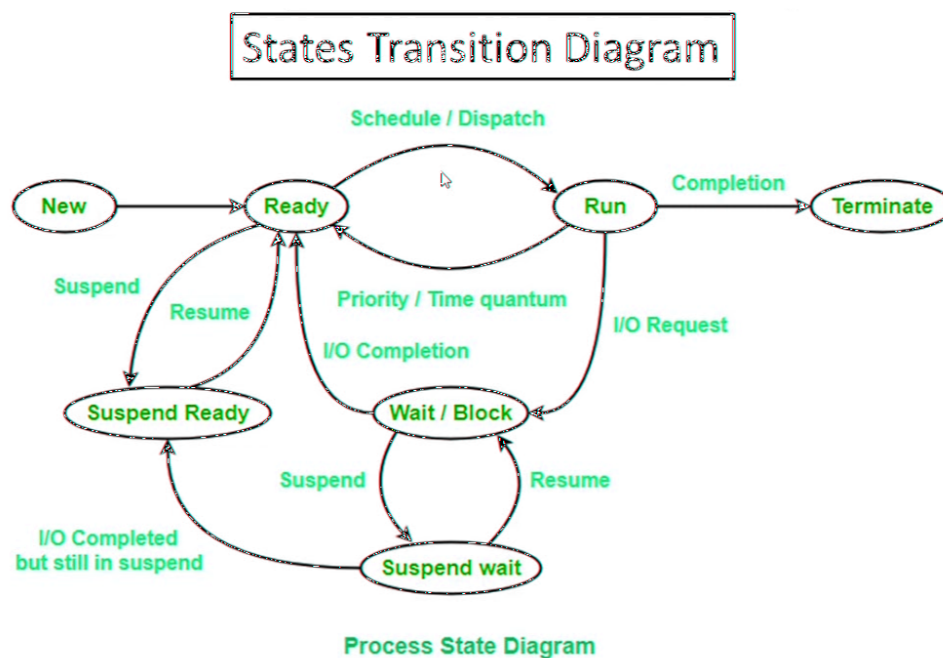 States Transition Diagram
Schedule / Dispatch
New
Ready
Run
Completion
Terminate
Suspend
Resume
Priority / Time quantum
I/O Completion
I/O Request
Suspend Ready
Wait / Block
Suspend
Resume
I/O Completed
but still in suspend
Suspend wait
Process State Diagram